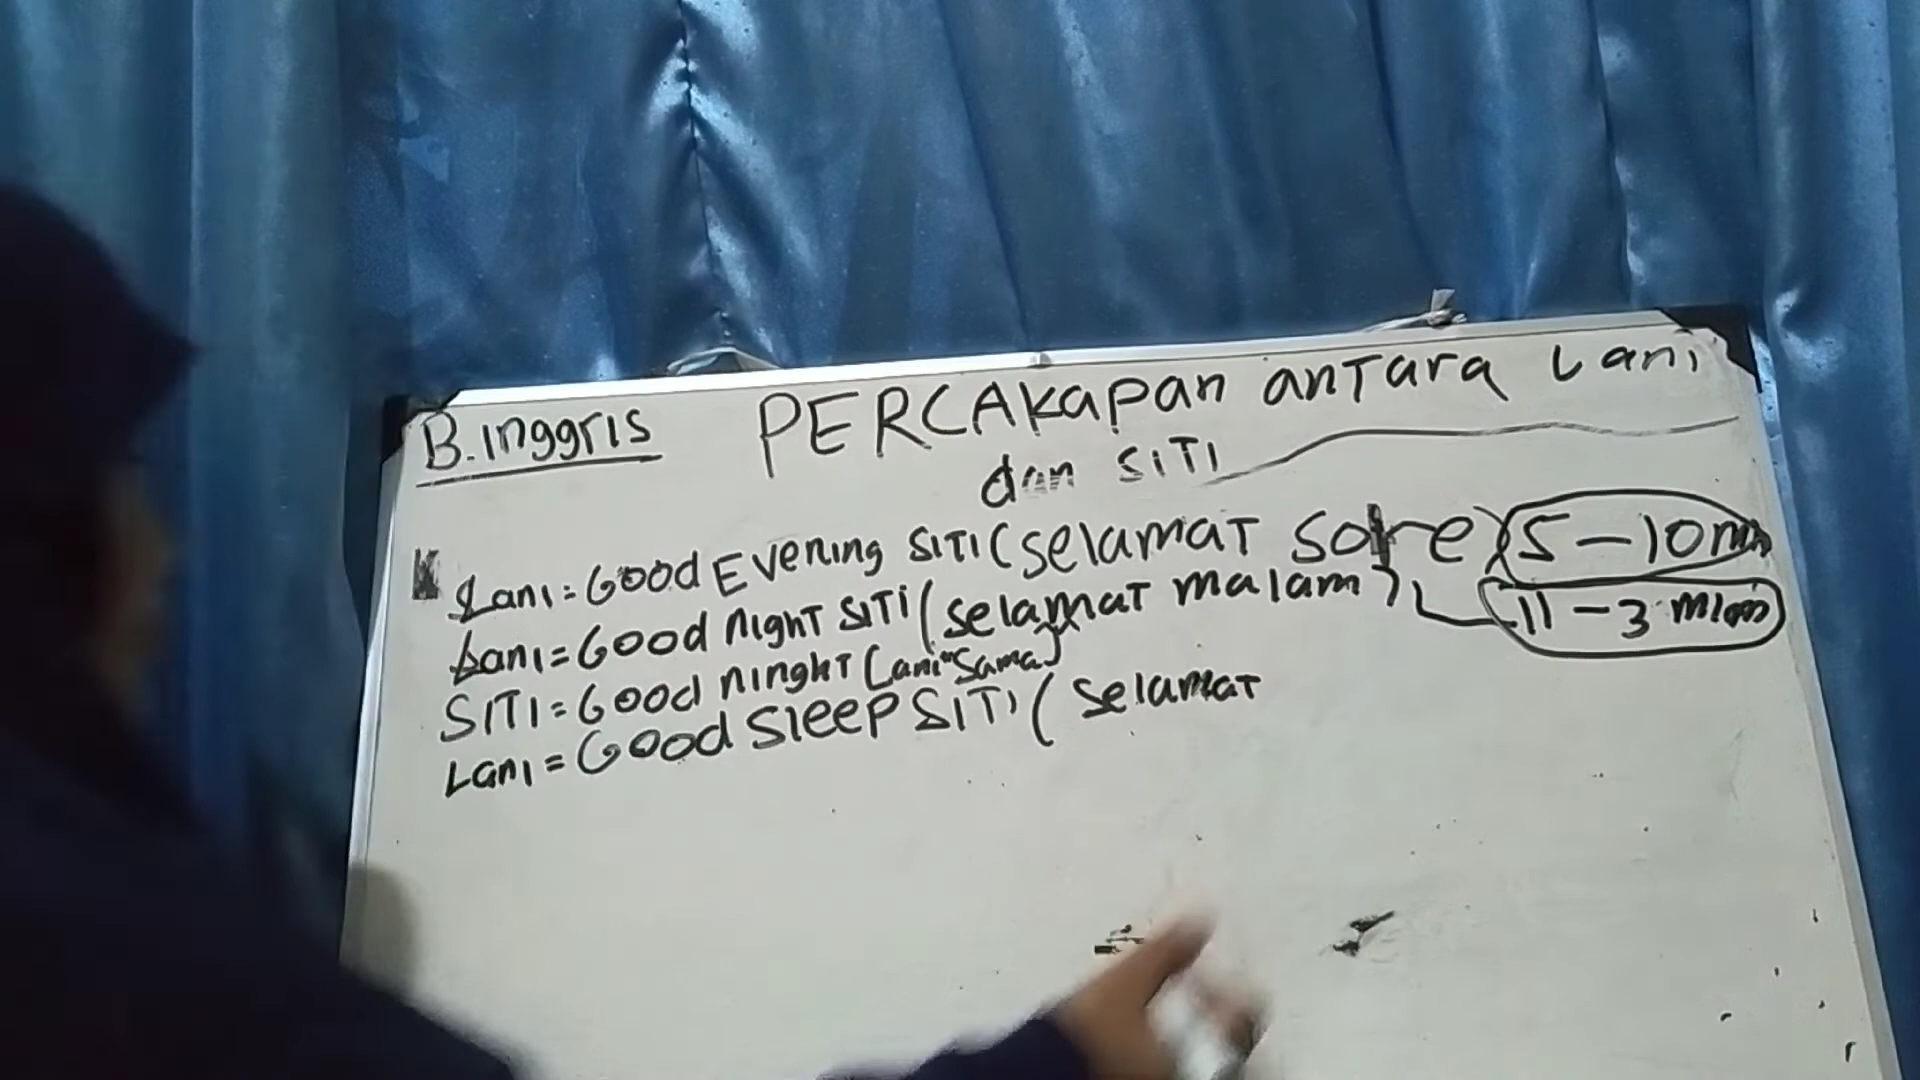 B. Inggris
PERCAKAPAN antara Lani
dan SITI
Lani = Good Evening SITI (selamat sore) 5 - 10 mlm
Lani = Good night SITI (selamat malam) 11 - 3 mlam
SITI = Good ninght Lani "sama)
Lani = Good Sleep SITI (selamat